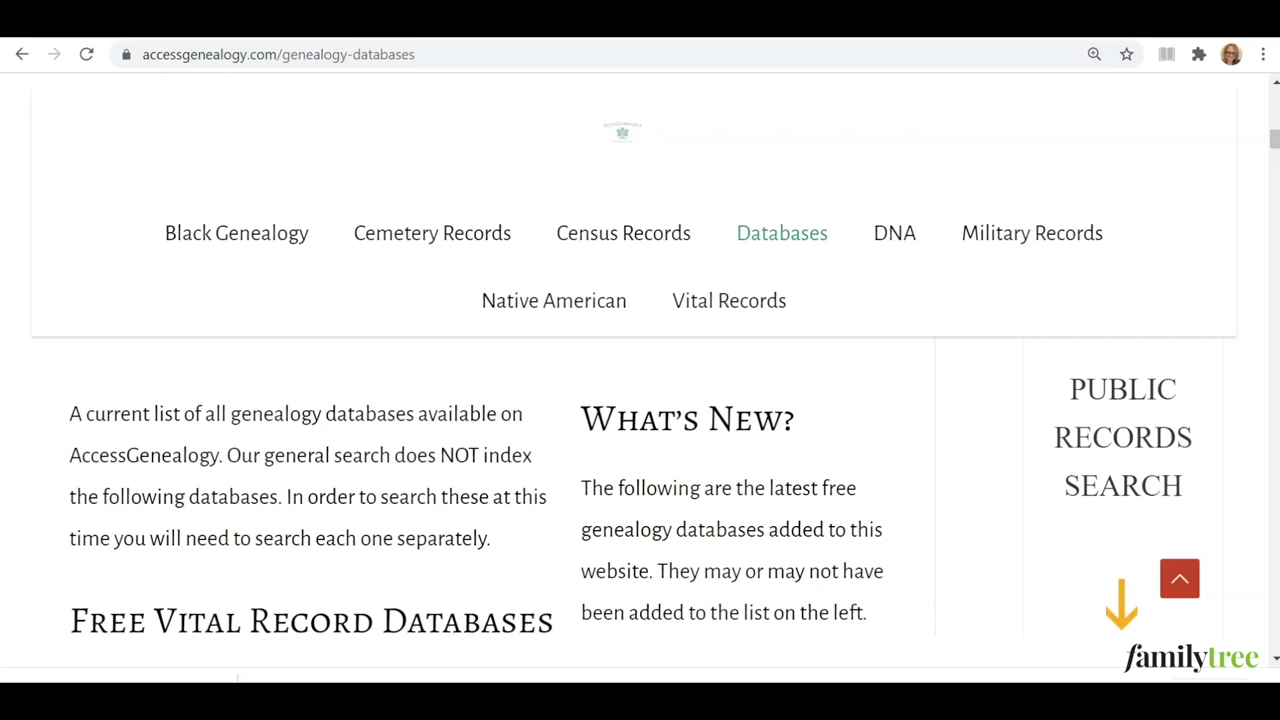 accessgenealogy.com/genealogy-databases
Black Genealogy Cemetery Records Census Records Databases DNA Military Records
Native American Vital Records
A current list of all genealogy databases available on
AccessGenealogy. Our general search does NOT index
the following databases. In order to search these at this
time you will need to search each one separately.
Free Vital Record Databases
What's New?
The following are the latest free
genealogy databases added to this
website. They may or may not have
been added to the list on the left.
PUBLIC
RECORDS
SEARCH
familytree